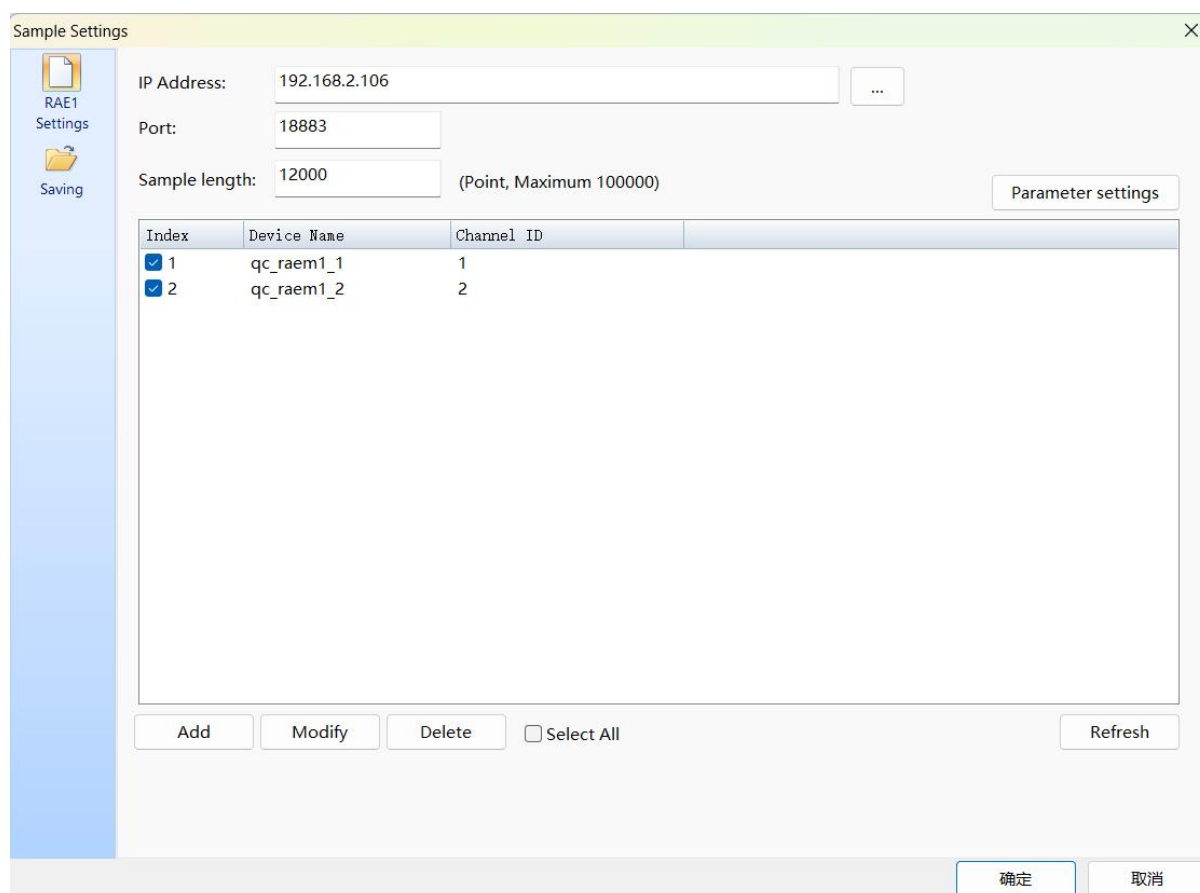 Sample Settings
RAE1
Settings
Saving
IP Address: 192.168.2.106 ...
Port: 18883
Sample length: 12000 (Point, Maximum 100000)
Parameter settings
Index Device Name Channel ID
1 qc_raem1_1 1
2 qc_raem1_2 2
Add Modify Delete Select All Refresh
确定 取消